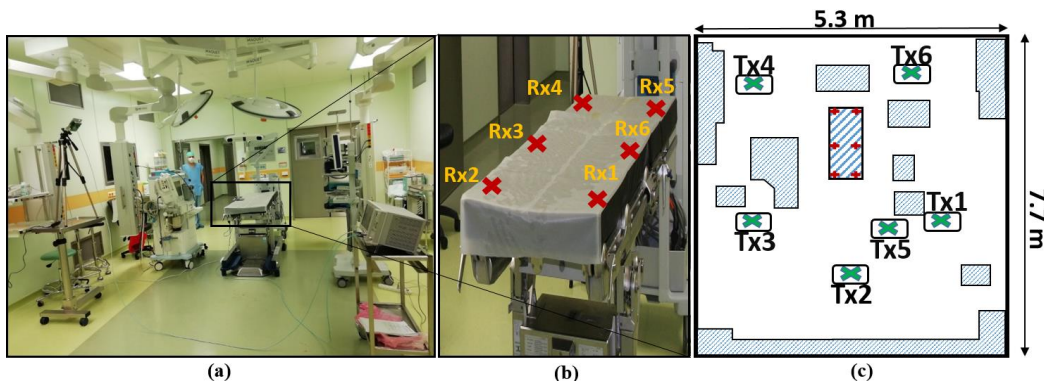 5.3 m
7.7 m
Rx4
Rx5
Rx3
Rx6
Rx2
Rx1
Tx4
Tx6
Tx1
Tx3
Tx5
Tx2
(a)
(b)
(c)